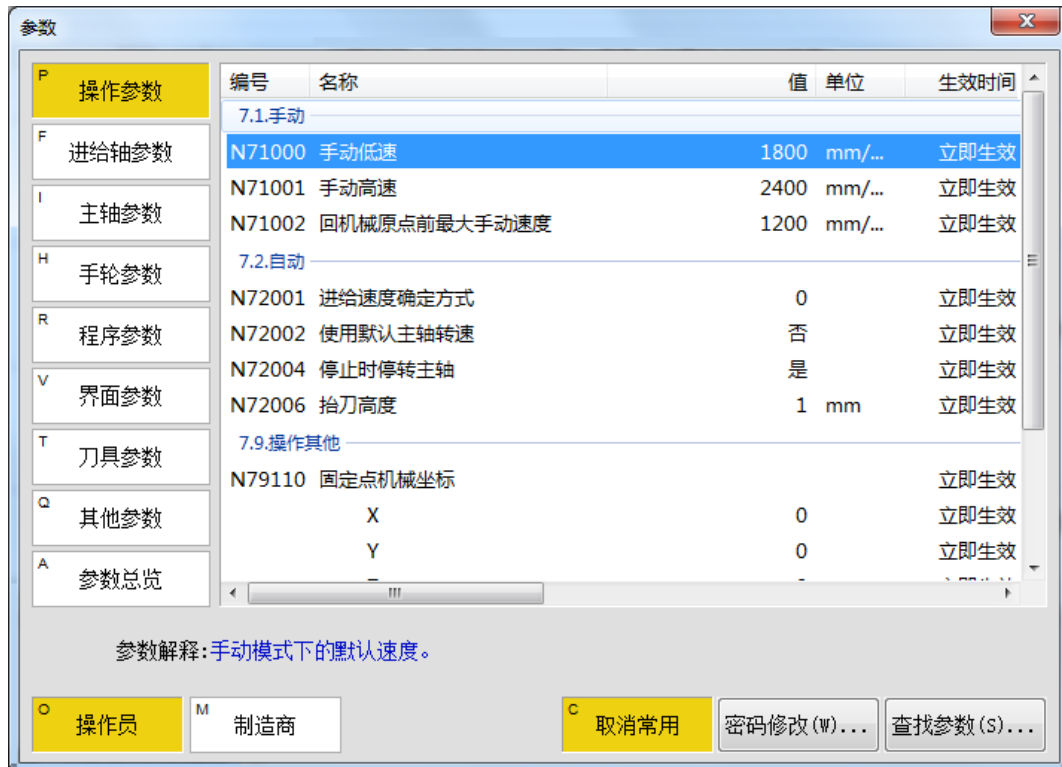 参数
P 操作参数
F 进给轴参数
I 主轴参数
H 手轮参数
R 程序参数
V 界面参数
T 刀具参数
Q 其他参数
A 参数总览
编号 名称 值 单位 生效时间
7.1.手动
N71000 手动低速 1800 mm/... 立即生效
N71001 手动高速 2400 mm/... 立即生效
N71002 回机械原点前最大手动速度 1200 mm/... 立即生效
7.2.自动
N72001 进给速度确定方式 0 立即生效
N72002 使用默认主轴转速 否 立即生效
N72004 停止时停转主轴 是 立即生效
N72006 抬刀高度 1 mm 立即生效
7.9.操作其他
N79110 固定点机械坐标 立即生效
X 0 立即生效
Y 0 立即生效
参数解释:手动模式下的默认速度。
O 操作员 M 制造商 C 取消常用 密码修改(W)... 查找参数(S)...